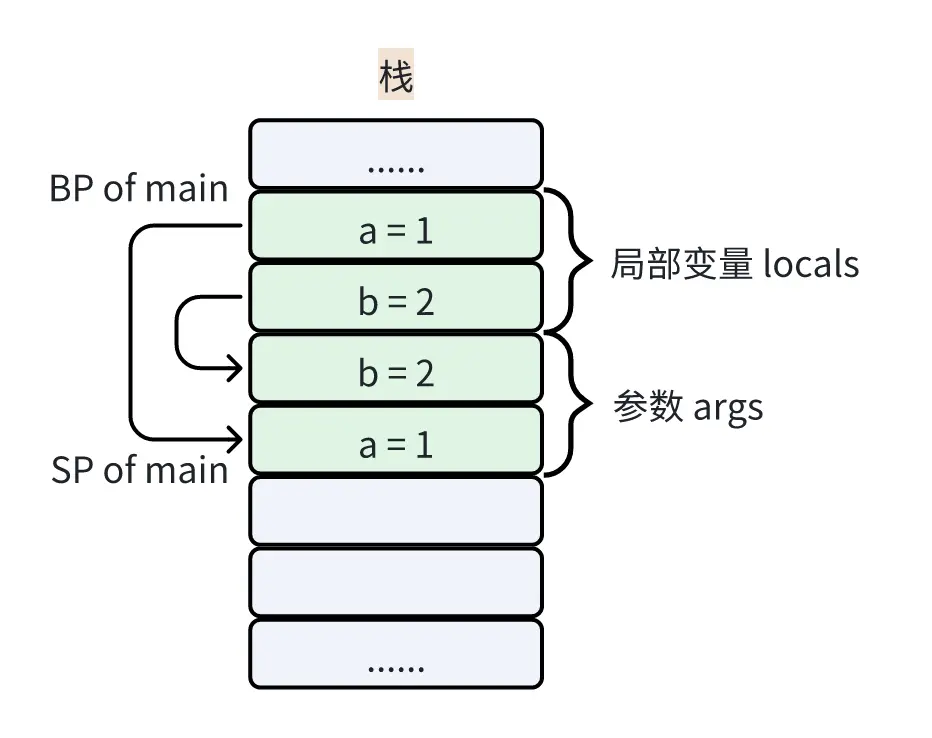 栈
......
BP of main
a = 1
局部变量 locals
b = 2
b = 2
参数 args
a = 1
SP of main
......